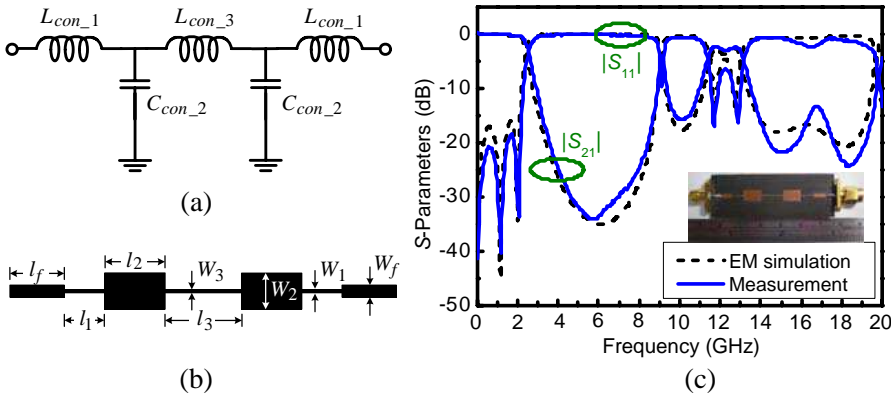 L_con_1 L_con_3 L_con_1
C_con_2 C_con_2
(a)
l_f l_2 W_3 W_1 W_f
W_2
l_1 l_3
(b)
S-Parameters (dB)
0
-10
-20
-30
-40
-50
|S_11|
|S_21|
EM simulation
Measurement
0 2 4 6 8 10 12 14 16 18 20
Frequency (GHz)
(c)